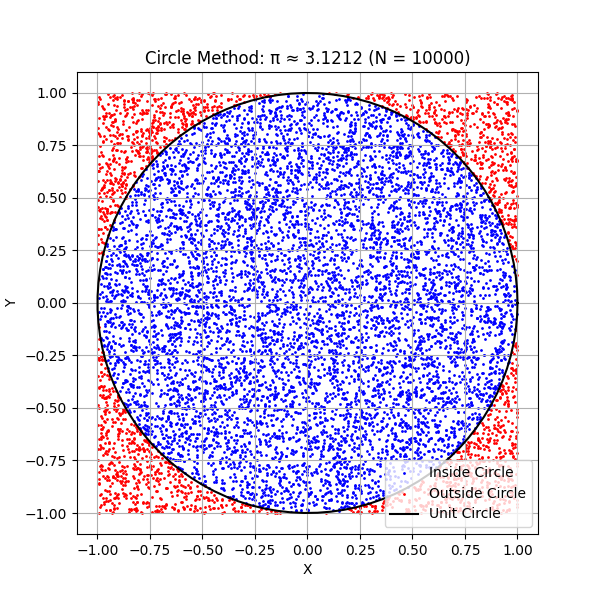 Circle Method: π ≈ 3.1212 (N = 10000)
1.00
0.75
0.50
0.25
0.00
−0.25
−0.50
−0.75
−1.00
Y
Inside Circle
Outside Circle
Unit Circle
−1.00 −0.75 −0.50 −0.25 0.00 0.25 0.50 0.75 1.00
X